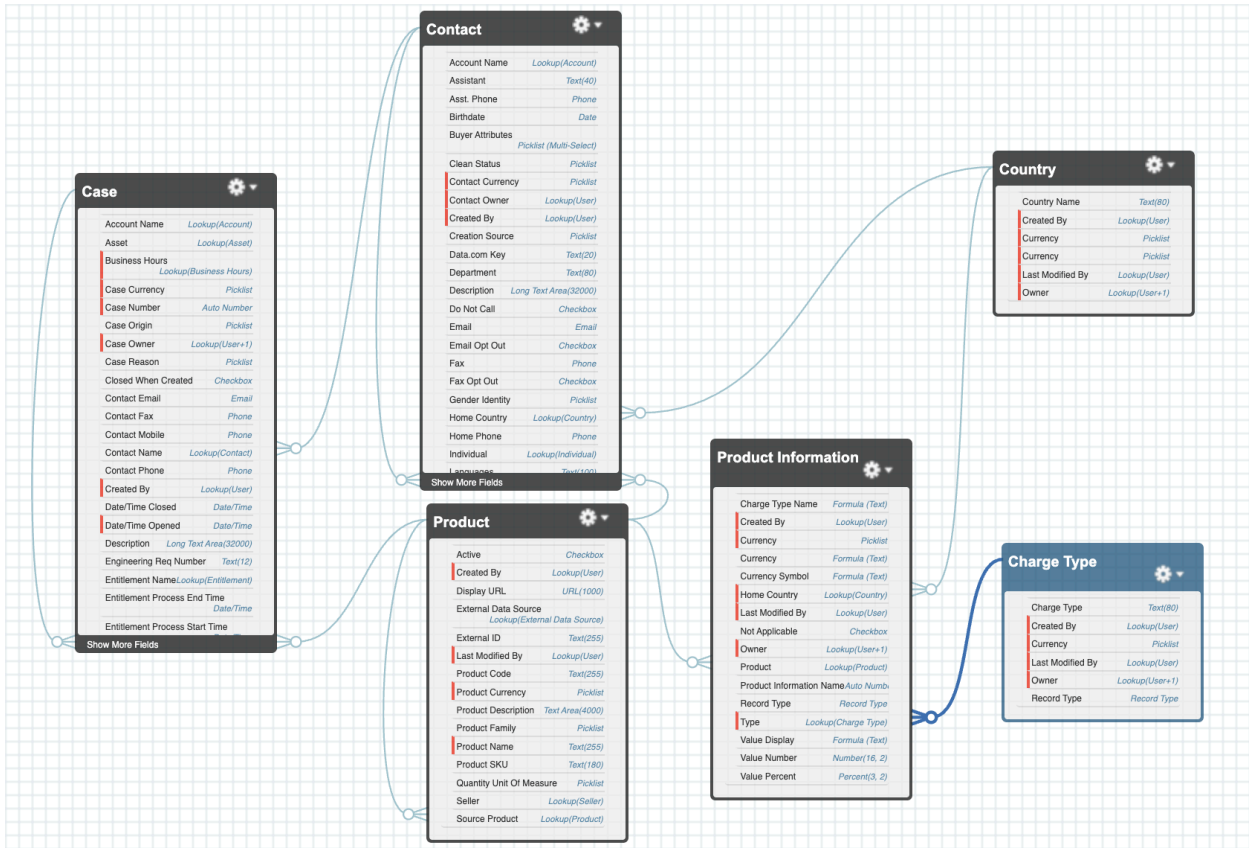 Case
Account Name Lookup(Account)
Asset Lookup(Asset)
Business Hours
Lookup(Business Hours)
Case Currency Picklist
Case Number Auto Number
Case Origin Picklist
Case Owner Lookup(User+1)
Case Reason Picklist
Closed When Created Checkbox
Contact Email Email
Contact Fax Phone
Contact Mobile Phone
Contact Name Lookup(Contact)
Contact Phone Phone
Created By Lookup(User)
Date/Time Closed Date/Time
Date/Time Opened Date/Time
Description Long Text Area(32000)
Engineering Req Number Text(12)
Entitlement Name Lookup(Entitlement)
Entitlement Process End Time
Date/Time
Entitlement Process Start Time
Show More Fields
Contact
Account Name Lookup(Account)
Assistant Text(40)
Asst. Phone Phone
Birthdate Date
Buyer Attributes
Picklist (Multi-Select)
Clean Status Picklist
Contact Currency Picklist
Contact Owner Lookup(User)
Created By Lookup(User)
Creation Source Picklist
Data.com Key Text(20)
Department Text(80)
Description Long Text Area(32000)
Do Not Call Checkbox
Email Email
Email Opt Out Checkbox
Fax Phone
Fax Opt Out Checkbox
Gender Identity Picklist
Home Country Lookup(Country)
Home Phone Phone
Individual Lookup(Individual)
Languages Text(100)
Show More Fields
Product
Active Checkbox
Created By Lookup(User)
Display URL URL(1000)
External Data Source
Lookup(External Data Source)
External ID Text(255)
Last Modified By Lookup(User)
Product Code Text(255)
Product Currency Picklist
Product Description Text Area(4000)
Product Family Picklist
Product Name Text(255)
Product SKU Text(180)
Quantity Unit Of Measure Picklist
Seller Lookup(Seller)
Source Product Lookup(Product)
Product Information
Charge Type Name Formula (Text)
Created By Lookup(User)
Currency Picklist
Currency Formula (Text)
Currency Symbol Formula (Text)
Home Country Lookup(Country)
Last Modified By Lookup(User)
Not Applicable Checkbox
Owner Lookup(User+1)
Product Lookup(Product)
Product Information Name Auto Numb
Record Type Record Type
Type Lookup(Charge Type)
Value Display Formula (Text)
Value Number Number(16, 2)
Value Percent Percent(3, 2)
Country
Country Name Text(80)
Created By Lookup(User)
Currency Picklist
Currency Picklist
Last Modified By Lookup(User)
Owner Lookup(User+1)
Charge Type
Charge Type Text(80)
Created By Lookup(User)
Currency Picklist
Last Modified By Lookup(User)
Owner Lookup(User+1)
Record Type Record Type